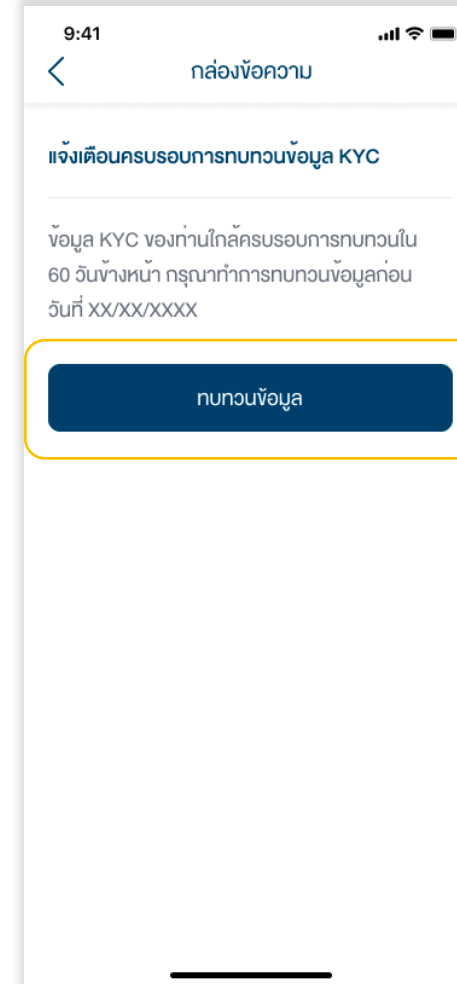 9:41
กล่องข้อความ
แจ้งเตือนครบรอบการทบทวนข้อมูล KYC
ข้อมูล KYC ของท่านใกล้ครบรอบการทบทวนใน
60 วันข้างหน้า กรุณาทำการทบทวนข้อมูลก่อน
วันที่ XX/XX/XXXX
ทบทวนข้อมูล